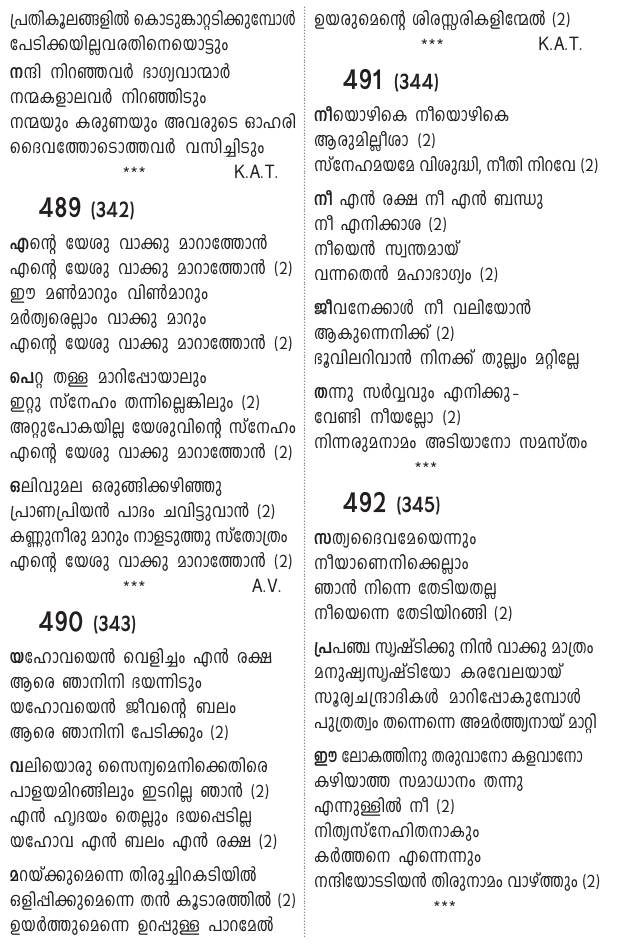 പ്രതികൂലങ്ങളിൽ കൊടുങ്കാറ്റടിക്കുമ്പോൾ
പേടിക്കയില്ലവരതിനെയൊട്ടും
നന്ദി നിറഞ്ഞവർ ഭാഗ്യവാന്മാർ
നന്മകളാലവർ നിറഞ്ഞിടും
നന്മയും കരുണയും അവരുടെ ഓഹരി
ദൈവത്തോടൊത്തവർ വസിച്ചിടും
*** K.A.T.
489 (342)
എന്റെ യേശു വാക്കു മാറാത്തോൻ
എന്റെ യേശു വാക്കു മാറാത്തോൻ (2)
ഈ മൺമാറും വിൺമാറും
മർത്യരെല്ലാം വാക്കു മാറും
എന്റെ യേശു വാക്കു മാറാത്തോൻ (2)
പെറ്റ തള്ള മാറിപ്പോയാലും
ഇറ്റു സ്നേഹം തന്നില്ലെങ്കിലും (2)
അറ്റുപോകയില്ല യേശുവിന്റെ സ്നേഹം
എന്റെ യേശു വാക്കു മാറാത്തോൻ (2)
ഒലിവുമല ഒരുങ്ങിക്കഴിഞ്ഞു
പ്രാണപ്രിയൻ പാദം ചവിട്ടുവാൻ (2)
കണ്ണുനീരു മാറും നാളടുത്തു സ്തോത്രം
എന്റെ യേശു വാക്കു മാറാത്തോൻ (2)
*** A.V.
490 (343)
യഹോവയെൻ വെളിച്ചം എൻ രക്ഷ
ആരെ ഞാനിനി ഭയന്നിടും
യഹോവയെൻ ജീവന്റെ ബലം
ആരെ ഞാനിനി പേടിക്കും (2)
വലിയൊരു സൈന്യമെനിക്കെതിരെ
പാളയമിറങ്ങിലും ഇടറില്ല ഞാൻ (2)
എൻ ഹൃദയം തെല്ലും ഭയപ്പെടില്ല
യഹോവ എൻ ബലം എൻ രക്ഷ (2)
മറയ്ക്കുമെന്നെ തിരുച്ചിറകടിയിൽ
ഒളിപ്പിക്കുമെന്നെ തൻ കൂടാരത്തിൽ (2)
ഉയർത്തുമെന്നെ ഉറപ്പുള്ള പാറമേൽ
ഉയരുമെന്റെ ശിരസ്സരികളിന്മേൽ (2)
*** K.A.T.
491 (344)
നീയൊഴികെ നീയൊഴികെ
ആരുമില്ലീശാ (2)
സ്നേഹമയമേ വിശുദ്ധി, നീതി നിറവേ (2)
നീ എൻ രക്ഷ നീ എൻ ബന്ധു
നീ എനിക്കാശ (2)
നീയെൻ സ്വന്തമായ്
വന്നതെൻ മഹാഭാഗ്യം (2)
ജീവനേക്കാൾ നീ വലിയോൻ
ആകുന്നെനിക്ക് (2)
ഭൂവിലറിവാൻ നിനക്ക് തുല്യം മറ്റില്ലേ
തന്നു സർവ്വവും എനിക്കു-
വേണ്ടി നീയല്ലോ (2)
നിന്നരുമനാമം അടിയാനോ സമസ്തം
***
492 (345)
സത്യദൈവമേയെന്നും
നീയാണെനിക്കെല്ലാം
ഞാൻ നിന്നെ തേടിയതല്ല
നീയെന്നെ തേടിയിറങ്ങി (2)
പ്രപഞ്ച സൃഷ്ടിക്കു നിൻ വാക്കു മാത്രം
മനുഷ്യസൃഷ്ടിയോ കരവേലയായ്
സൂര്യചന്ദ്രാദികൾ മാറിപ്പോകുമ്പോൾ
പുത്രത്വം തന്നെന്നെ അമർത്ത്യനായ് മാറ്റി
ഈ ലോകത്തിനു തരുവാനോ കളവാനോ
കഴിയാത്ത സമാധാനം തന്നു
എന്നുള്ളിൽ നീ (2)
നിത്യസ്നേഹിതനാകും
കർത്തനെ എന്നെന്നും
നന്ദിയോടടിയൻ തിരുനാമം വാഴ്ത്തും (2)
***